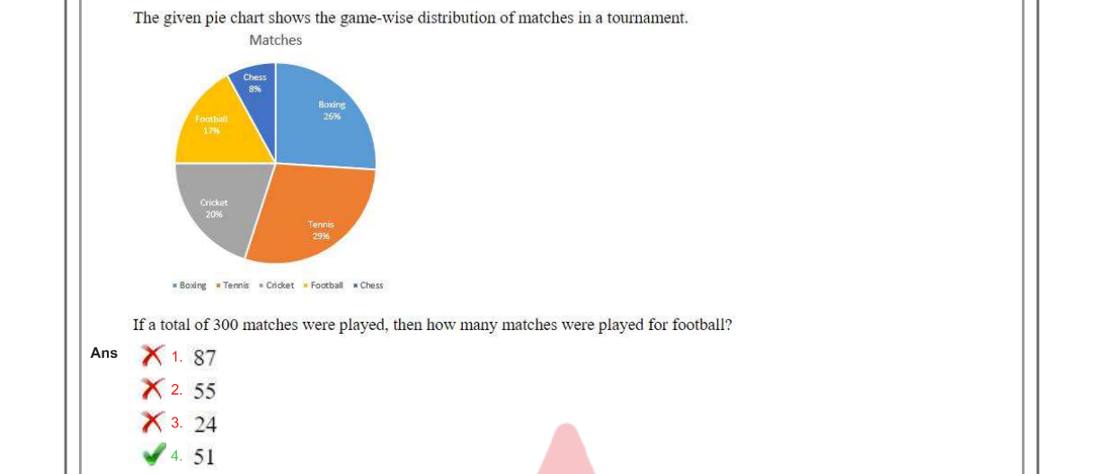 The given pie chart shows the game-wise distribution of matches in a tournament.
Matches
Chess
8%
Boxing
26%
Football
17%
Cricket
20%
Tennis
29%
Boxing Tennis Cricket Football Chess
If a total of 300 matches were played, then how many matches were played for football?
Ans 1. 87
2. 55
3. 24
4. 51